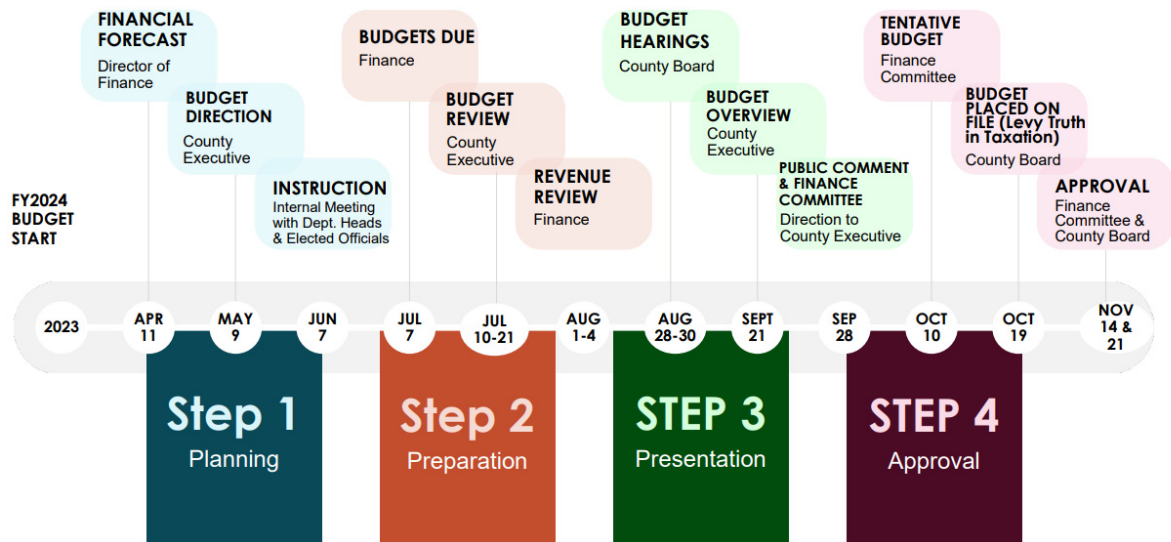 FINANCIAL
FORECAST
Director of
Finance
BUDGET
DIRECTION
County
Executive
INSTRUCTION
Internal Meeting
with Dept. Heads
& Elected Officials
BUDGETS DUE
Finance
BUDGET
REVIEW
County
Executive
REVENUE
REVIEW
Finance
BUDGET
HEARINGS
County Board
BUDGET
OVERVIEW
County
Executive
PUBLIC COMMENT
& FINANCE
COMMITTEE
Direction to
County Executive
TENTATIVE
BUDGET
Finance
Committee
BUDGET
PLACED ON
FILE (Levy Truth
in Taxation)
County Board
APPROVAL
Finance
Committee &
County Board
FY2024
BUDGET
START
2023
APR
11
MAY
9
JUN
7
JUL
7
JUL
10-21
AUG
1-4
AUG
28-30
SEPT
21
SEP
28
OCT
10
OCT
19
NOV
14 &
21
Step 1
Planning
Step 2
Preparation
STEP 3
Presentation
STEP 4
Approval